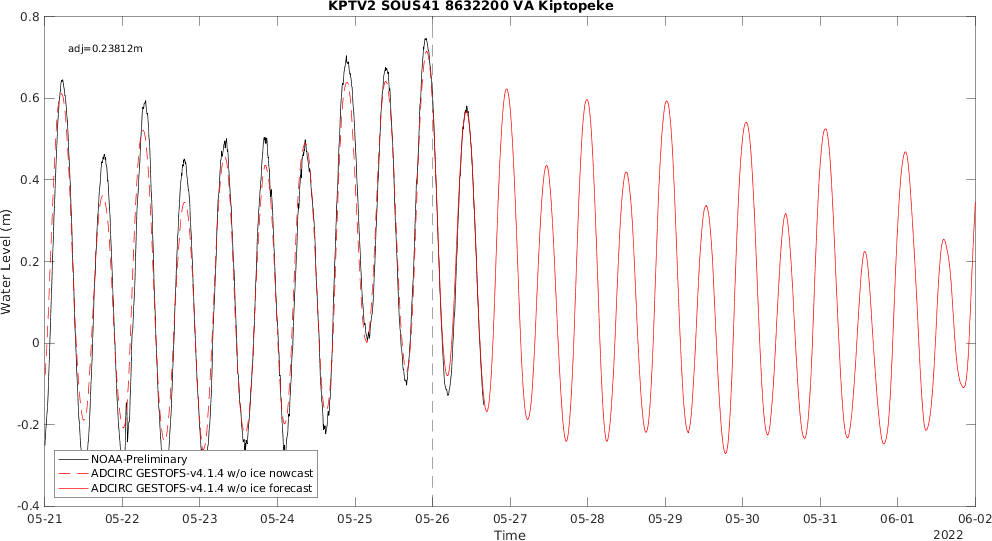 KPTV2 SOUS41 8632200 VA Kiptopeke
adj=0.23812m
0.8
0.6
0.4
0.2
0
-0.2
-0.4
Water Level (m)
NOAA-Preliminary
ADCIRC GESTOFS-v4.1.4 w/o ice nowcast
ADCIRC GESTOFS-v4.1.4 w/o ice forecast
05-21 05-22 05-23 05-24 05-25 05-26 05-27 05-28 05-29 05-30 05-31 06-01 06-02
Time 2022